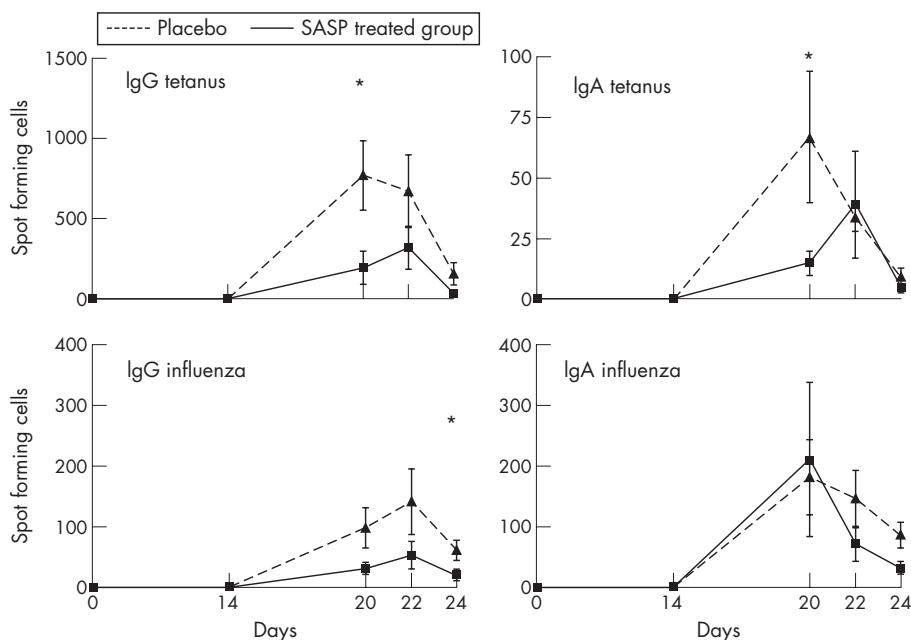 Placebo SASP treated group
1500
1000
500
0
Spot forming cells
IgG tetanus
*
100
75
50
25
0
IgA tetanus
*
400
300
200
100
0
Spot forming cells
IgG influenza
*
0 14 20 22 24
Days
400
300
200
100
0
IgA influenza
0 14 20 22 24
Days